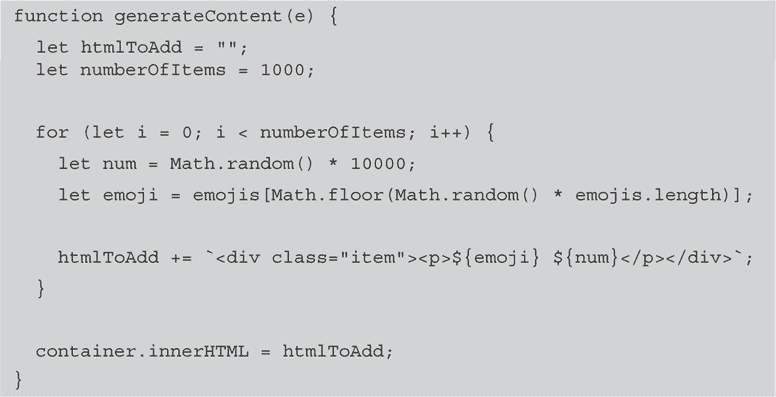 function generateContent(e) {
  let htmlToAdd = "";
  let numberOfItems = 1000;
  for (let i = 0; i < numberOfItems; i++) {
    let num = Math.random() * 10000;
    let emoji = emojis[Math.floor(Math.random() * emojis.length)];
    htmlToAdd += `<div class="item"><p>${emoji} ${num}</p></div>`;
  }
  container.innerHTML = htmlToAdd;
}